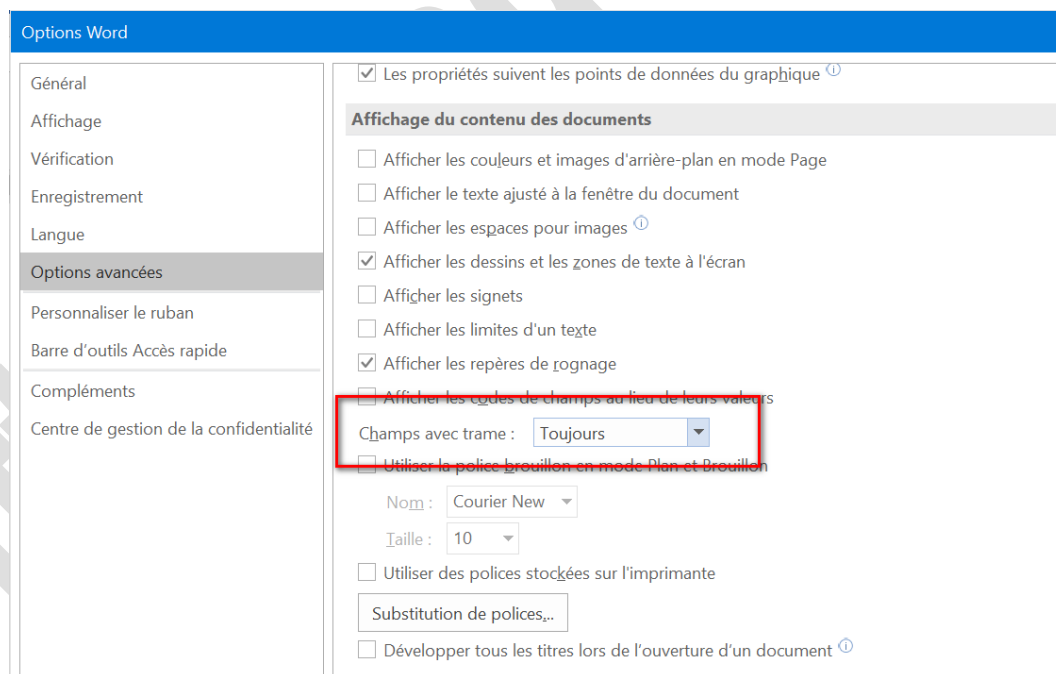 Options Word
Général
Affichage
Vérification
Enregistrement
Langue
Options avancées
Personnaliser le ruban
Barre d'outils Accès rapide
Compléments
Centre de gestion de la confidentialité
Les propriétés suivent les points de données du graphique
Affichage du contenu des documents
Afficher les couleurs et images d'arrière-plan en mode Page
Afficher le texte ajusté à la fenêtre du document
Afficher les espaces pour images
Afficher les dessins et les zones de texte à l'écran
Afficher les signets
Afficher les limites d'un texte
Afficher les repères de rognage
Afficher les codes de champs au lieu de leurs valeurs
Champs avec trame : Toujours
Utiliser la police brouillon en mode Plan et Brouillon
Nom : Courier New
Taille : 10
Utiliser des polices stockées sur l'imprimante
Substitution de polices...
Développer tous les titres lors de l'ouverture d'un document